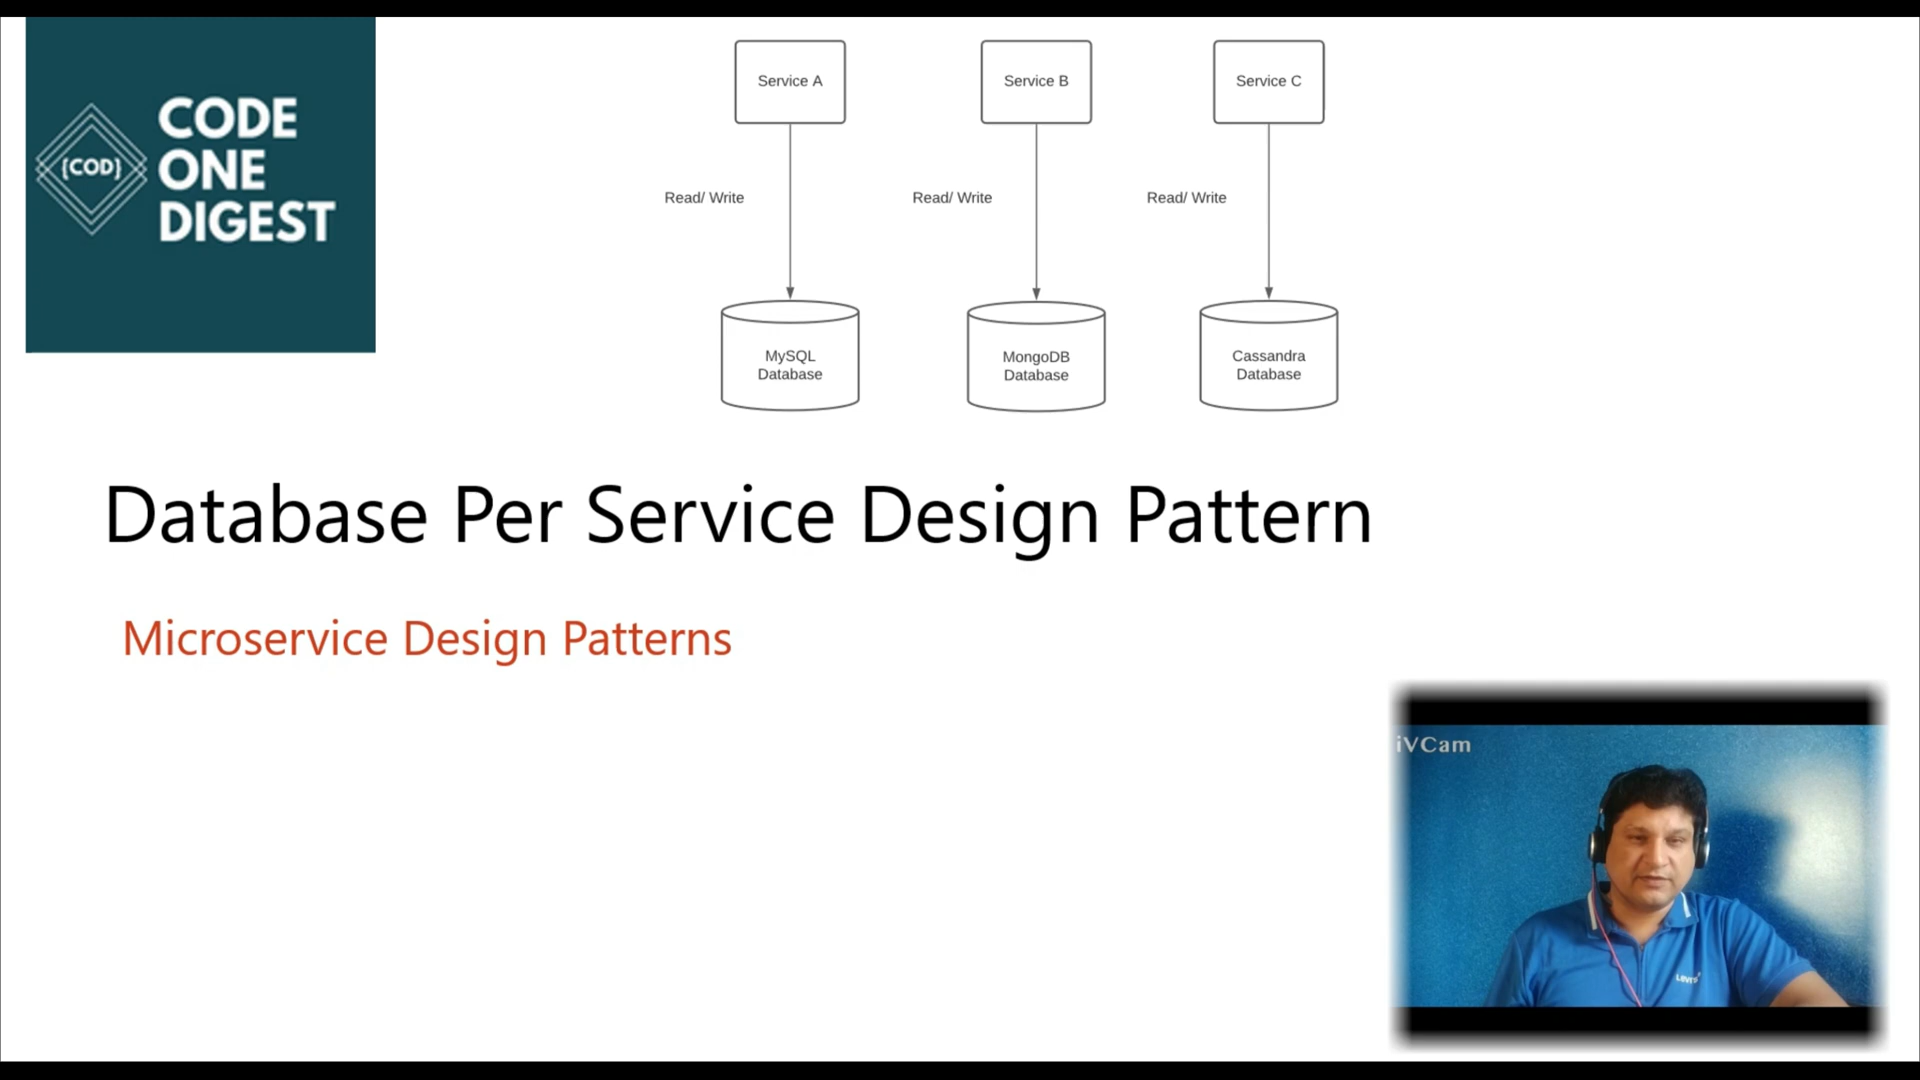 {COD}
CODE
ONE
DIGEST
Service A
Service B
Service C
Read/ Write
Read/ Write
Read/ Write
MySQL
Database
MongoDB
Database
Cassandra
Database
Database Per Service Design Pattern
Microservice Design Patterns
iVCam